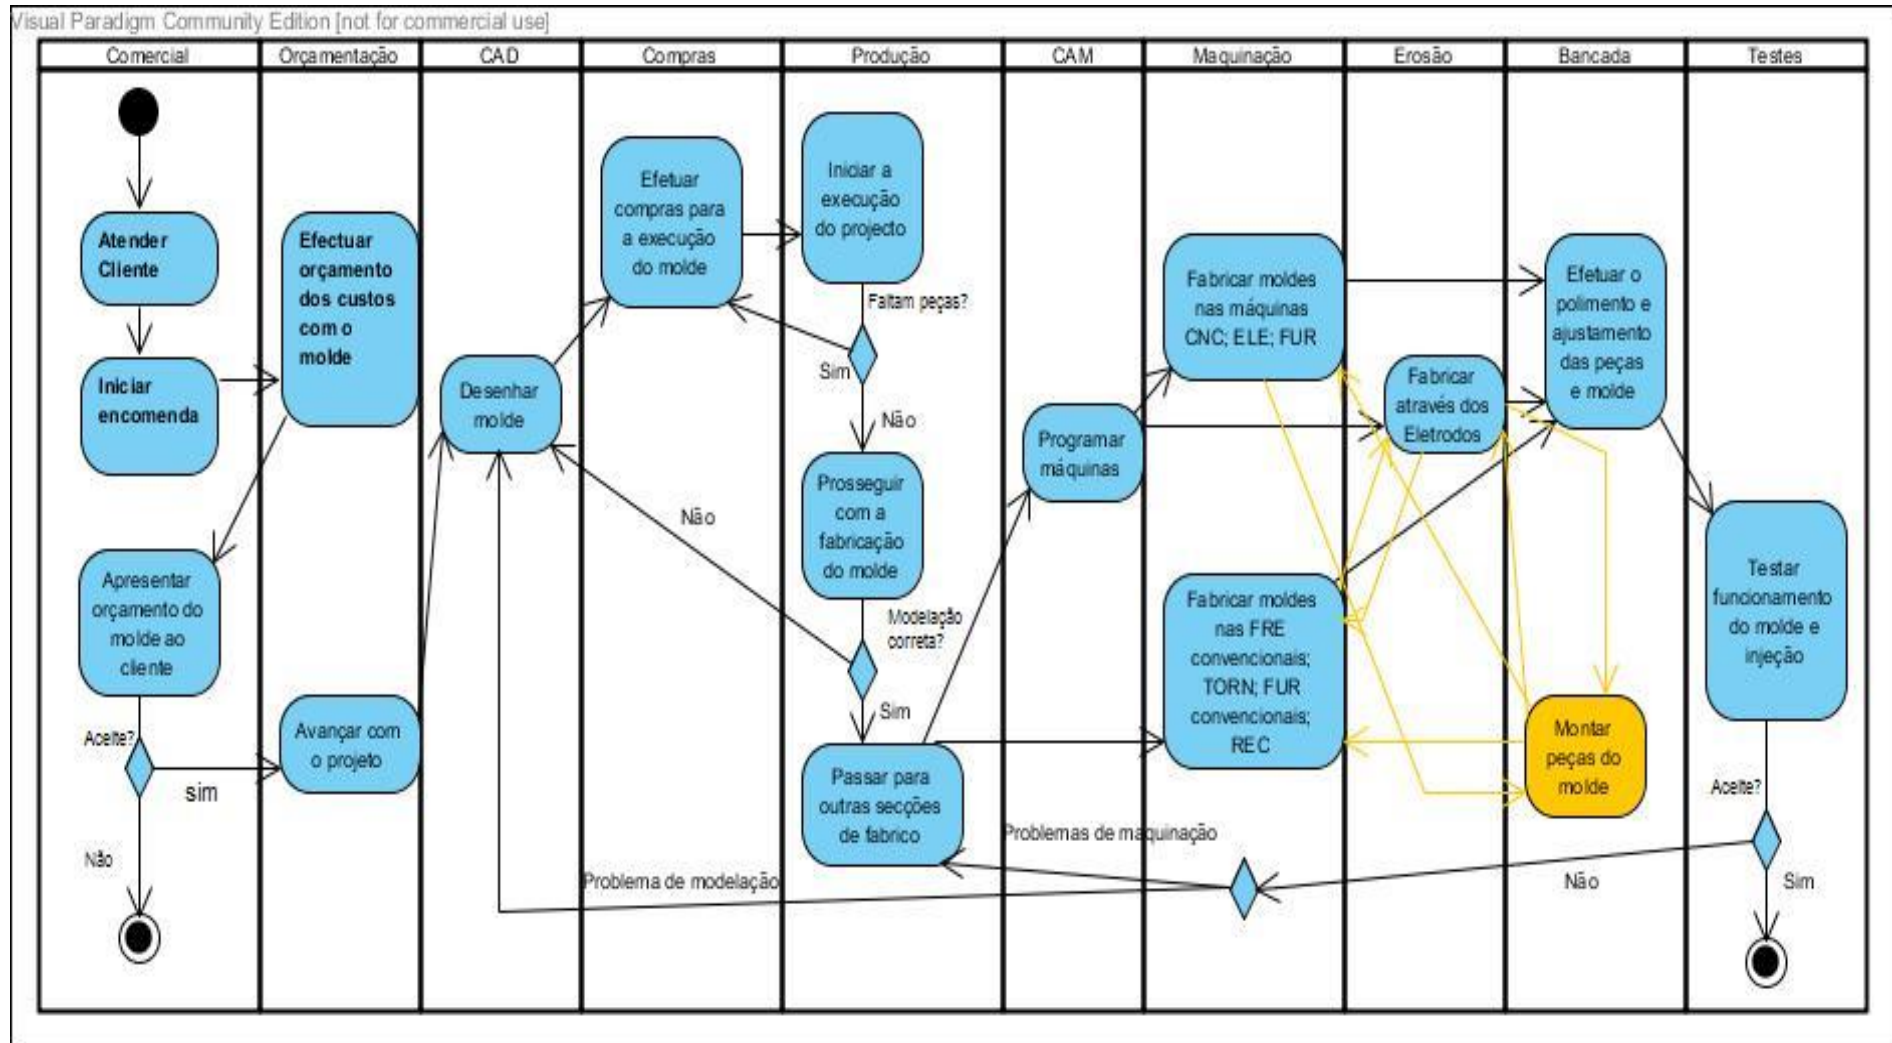 Visual Paradigm Community Edition [not for commercial use]
Comercial
Orçamentação
CAD
Compras
Produção
CAM
Maquinação
Erosão
Bancada
Testes
Atender
Cliente
Iniciar
encomenda
Apresentar
orçamento do
molde ao
cliente
Aceite?
sim
Não
Efectuar
orçamento
dos custos
com o
molde
Avançar com
o projeto
Desenhar
molde
Efetuar
compras para
a execução
do molde
Iniciar a
execução
do projecto
Faltam peças?
Sim
Não
Prosseguir
com a
fabricação
do molde
Modelação
correta?
Não
Sim
Passar para
outras secções
de fabrico
Programar
máquinas
Fabricar moldes
nas máquinas
CNC; ELE; FUR
Fabricar moldes
nas FRE
convencionais;
TORN; FUR
convencionais;
REC
Fabricar
através dos
Eletrodos
Efetuar o
polimento e
ajustamento
das peças
e molde
Montar
peças do
molde
Testar
funcionamento
do molde e
injeção
Aceite?
Sim
Não
Problemas de maquinação
Problema de modelação